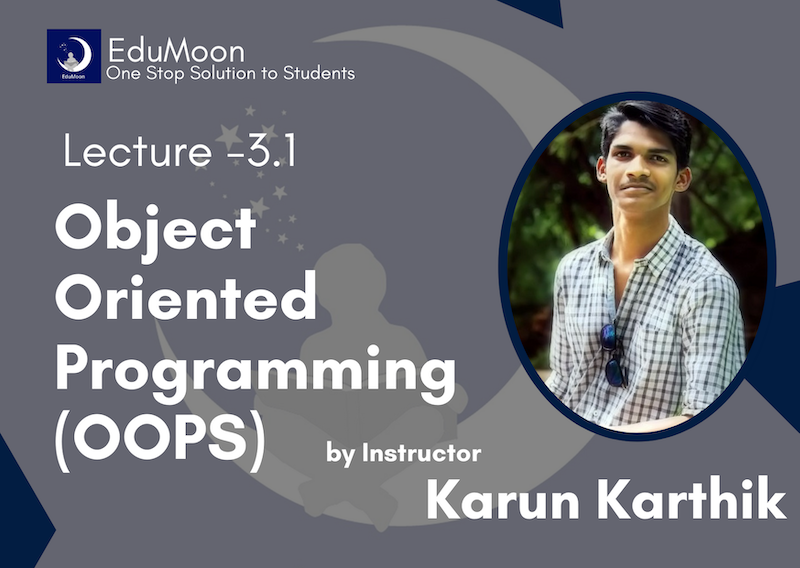 EduMoon
EduMoon
One Stop Solution to Students
Lecture -3.1
Object
Oriented
Programming
(OOPS)
by Instructor
Karun Karthik